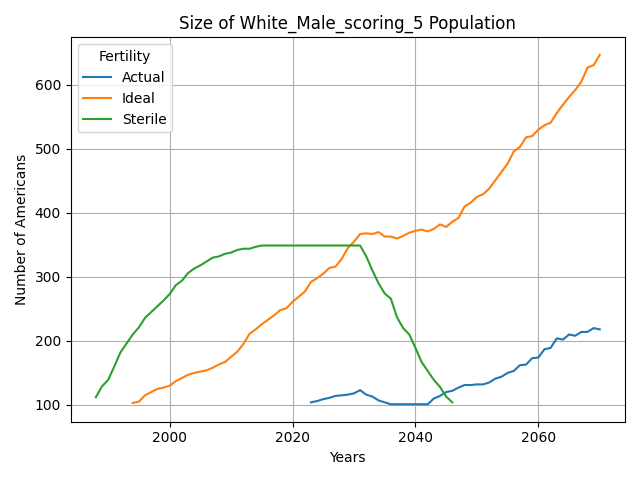 Size of White_Male_scoring_5 Population
Fertility
Actual
Ideal
Sterile
Number of Americans
600
500
400
300
200
100
2000
2020
2040
2060
Years